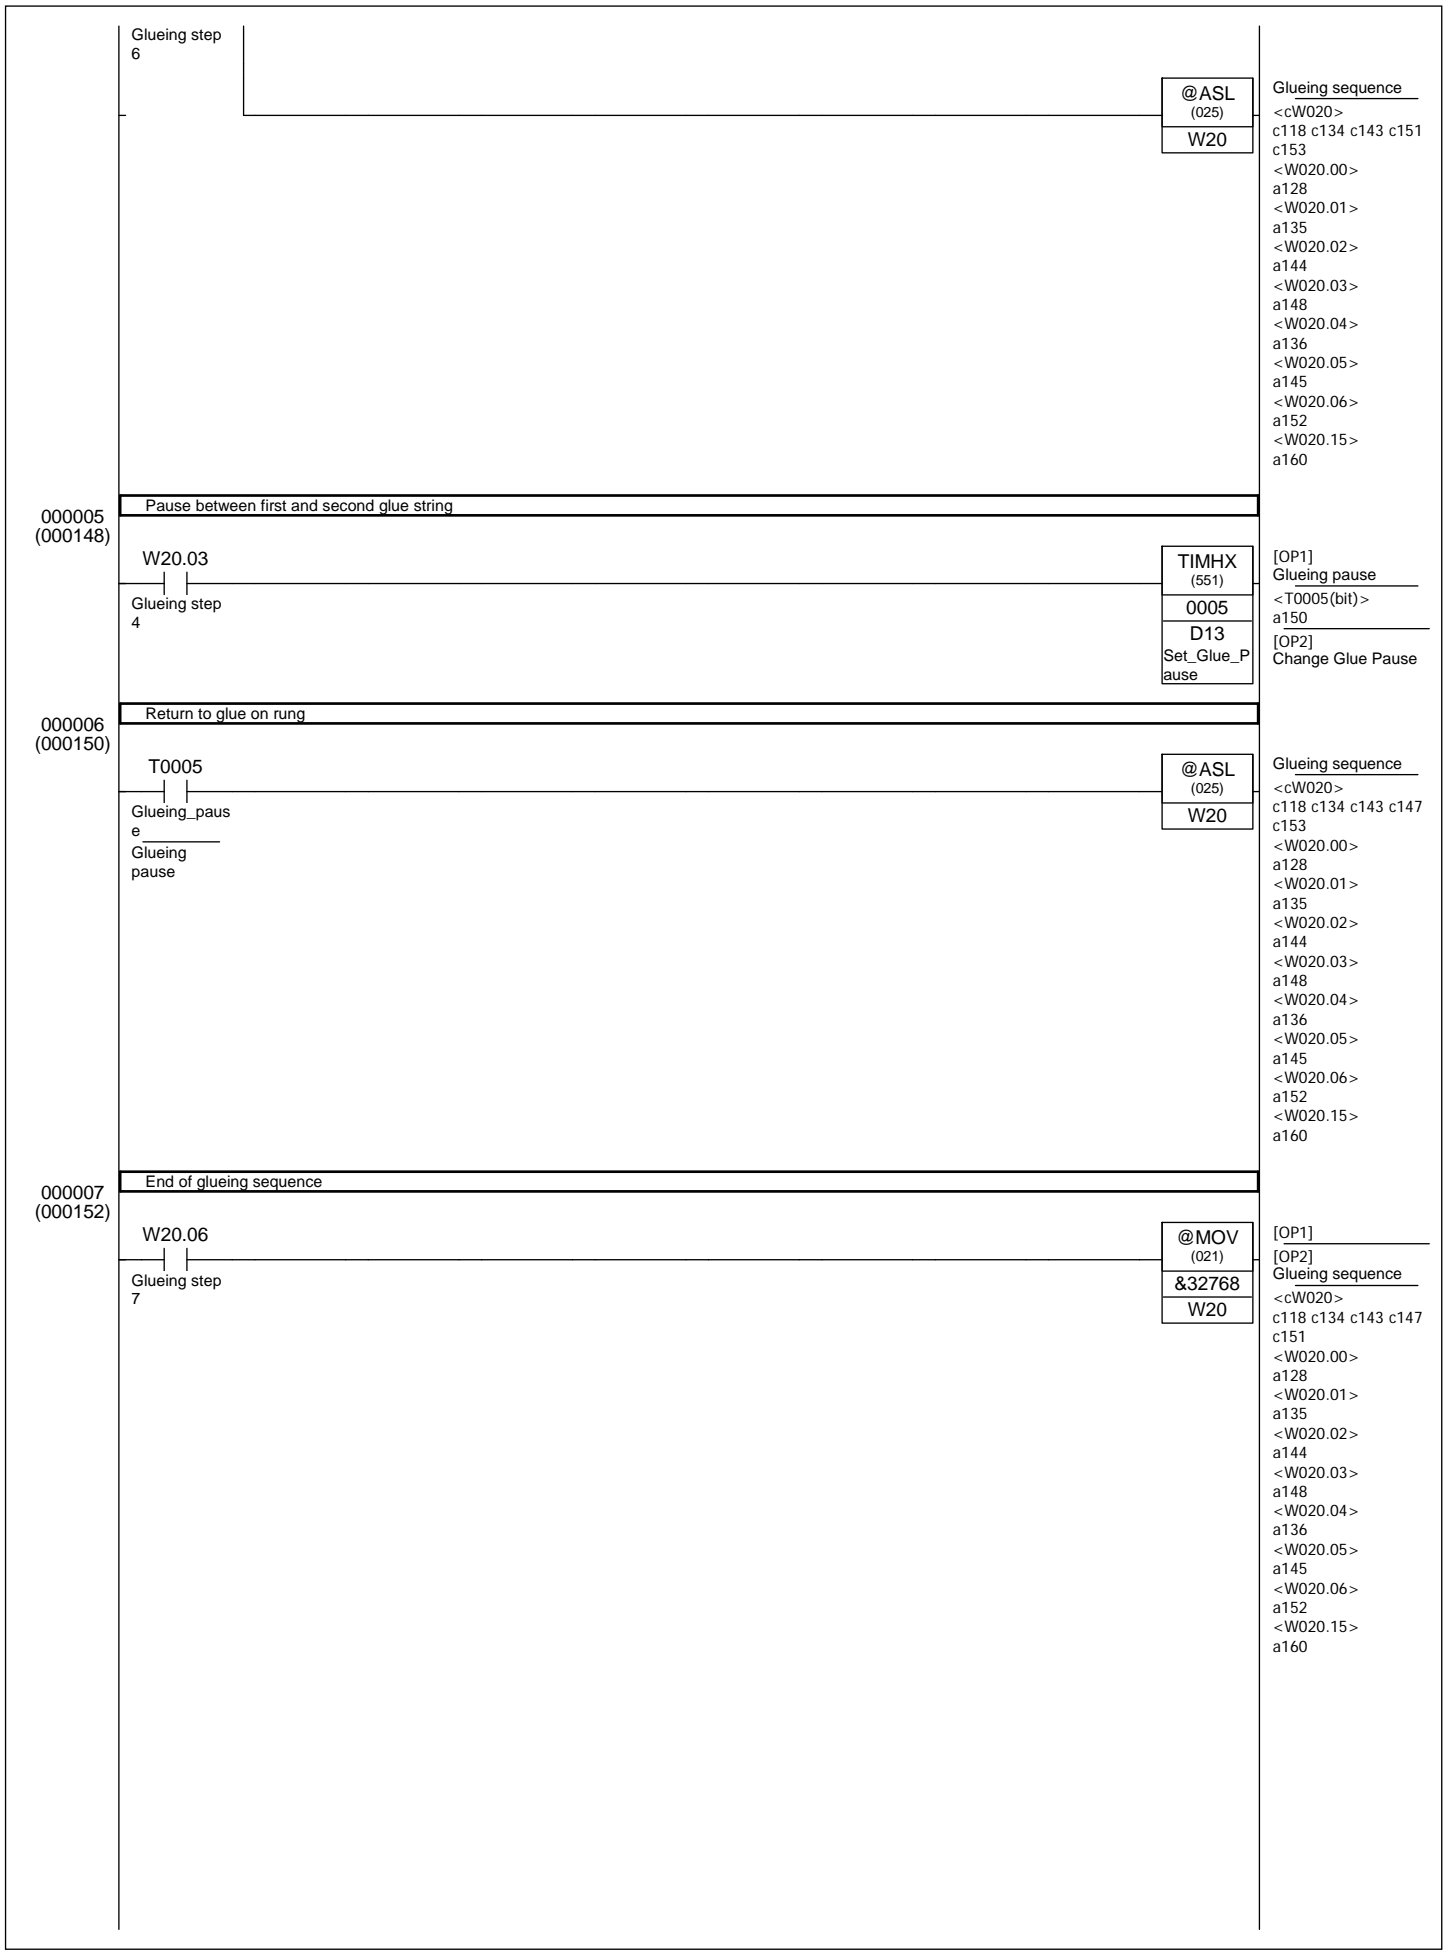 Glueing step
6
@ASL
(025)
W20
Glueing sequence
<cW020>
c118 c134 c143 c151
c153
<W020.00>
a128
<W020.01>
a135
<W020.02>
a144
<W020.03>
a148
<W020.04>
a136
<W020.05>
a145
<W020.06>
a152
<W020.15>
a160
000005
(000148)
Pause between first and second glue string
W20.03
Glueing step
4
TIMHX
(551)
0005
D13
Set_Glue_P
ause
[OP1]
Glueing pause
<T0005(bit)>
a150
[OP2]
Change Glue Pause
000006
(000150)
Return to glue on rung
T0005
Glueing_paus
e
Glueing
pause
@ASL
(025)
W20
Glueing sequence
<cW020>
c118 c134 c143 c147
c153
<W020.00>
a128
<W020.01>
a135
<W020.02>
a144
<W020.03>
a148
<W020.04>
a136
<W020.05>
a145
<W020.06>
a152
<W020.15>
a160
000007
(000152)
End of glueing sequence
W20.06
Glueing step
7
@MOV
(021)
&32768
W20
[OP1]
[OP2]
Glueing sequence
<cW020>
c118 c134 c143 c147
c151
<W020.00>
a128
<W020.01>
a135
<W020.02>
a144
<W020.03>
a148
<W020.04>
a136
<W020.05>
a145
<W020.06>
a152
<W020.15>
a160